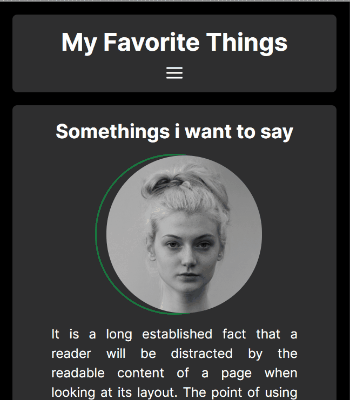 My Favorite Things
Somethings i want to say
It is a long established fact that a
reader will be distracted by the
readable content of a page when
looking at its layout. The point of using